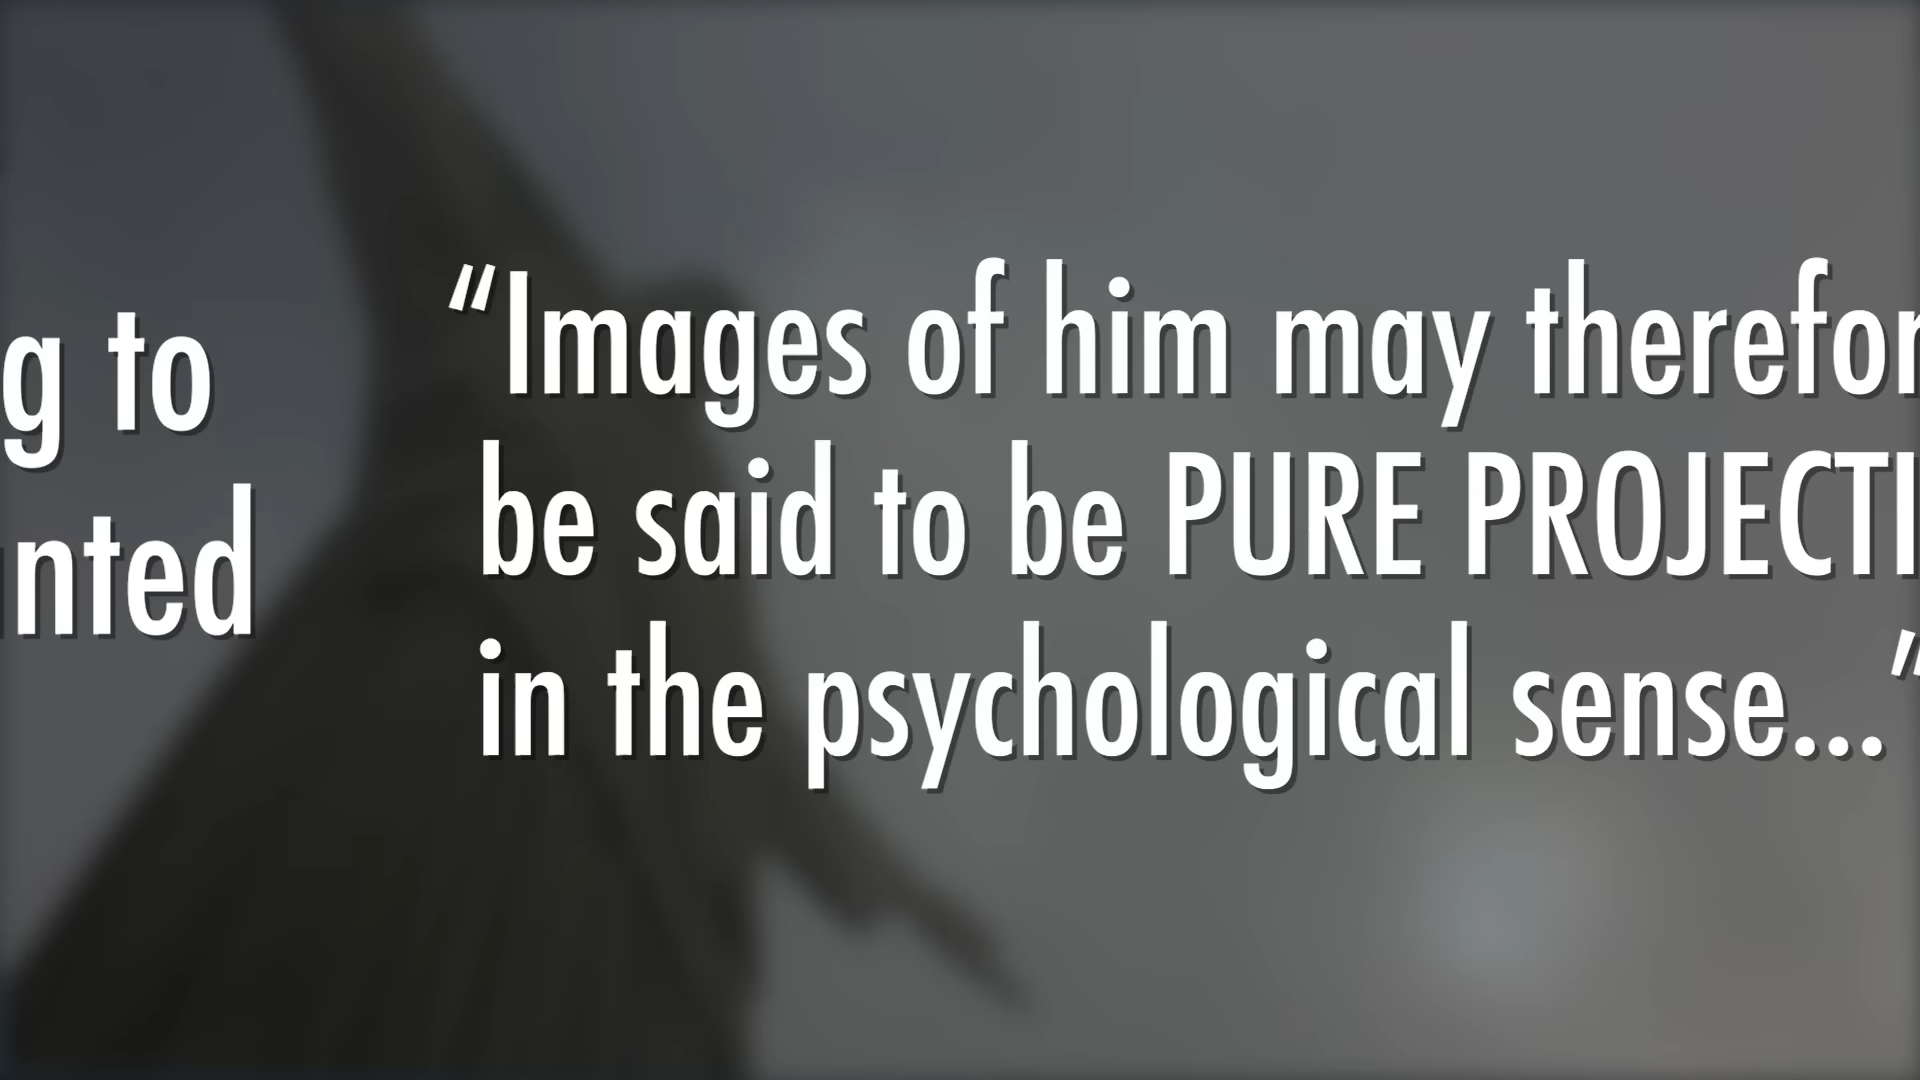 g to
nted
“Images of him may therefor
be said to be PURE PROJECTI
in the psychological sense...”